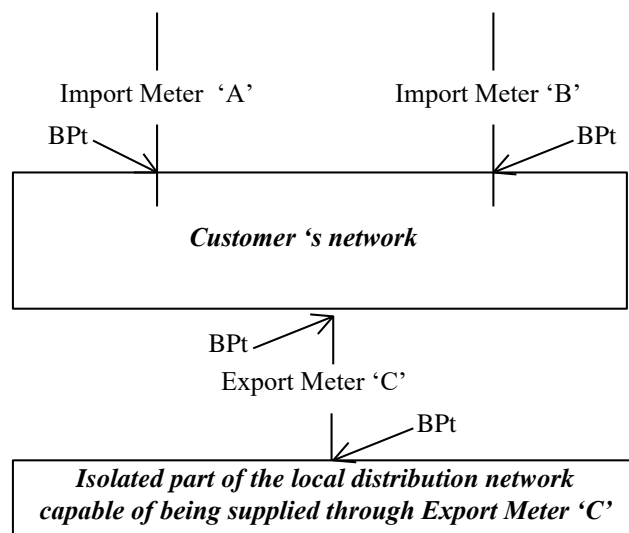 Import Meter ‘A’
Import Meter ‘B’
BPt
BPt
Customer ‘s network
BPt
Export Meter ‘C’
BPt
Isolated part of the local distribution network
capable of being supplied through Export Meter ‘C’